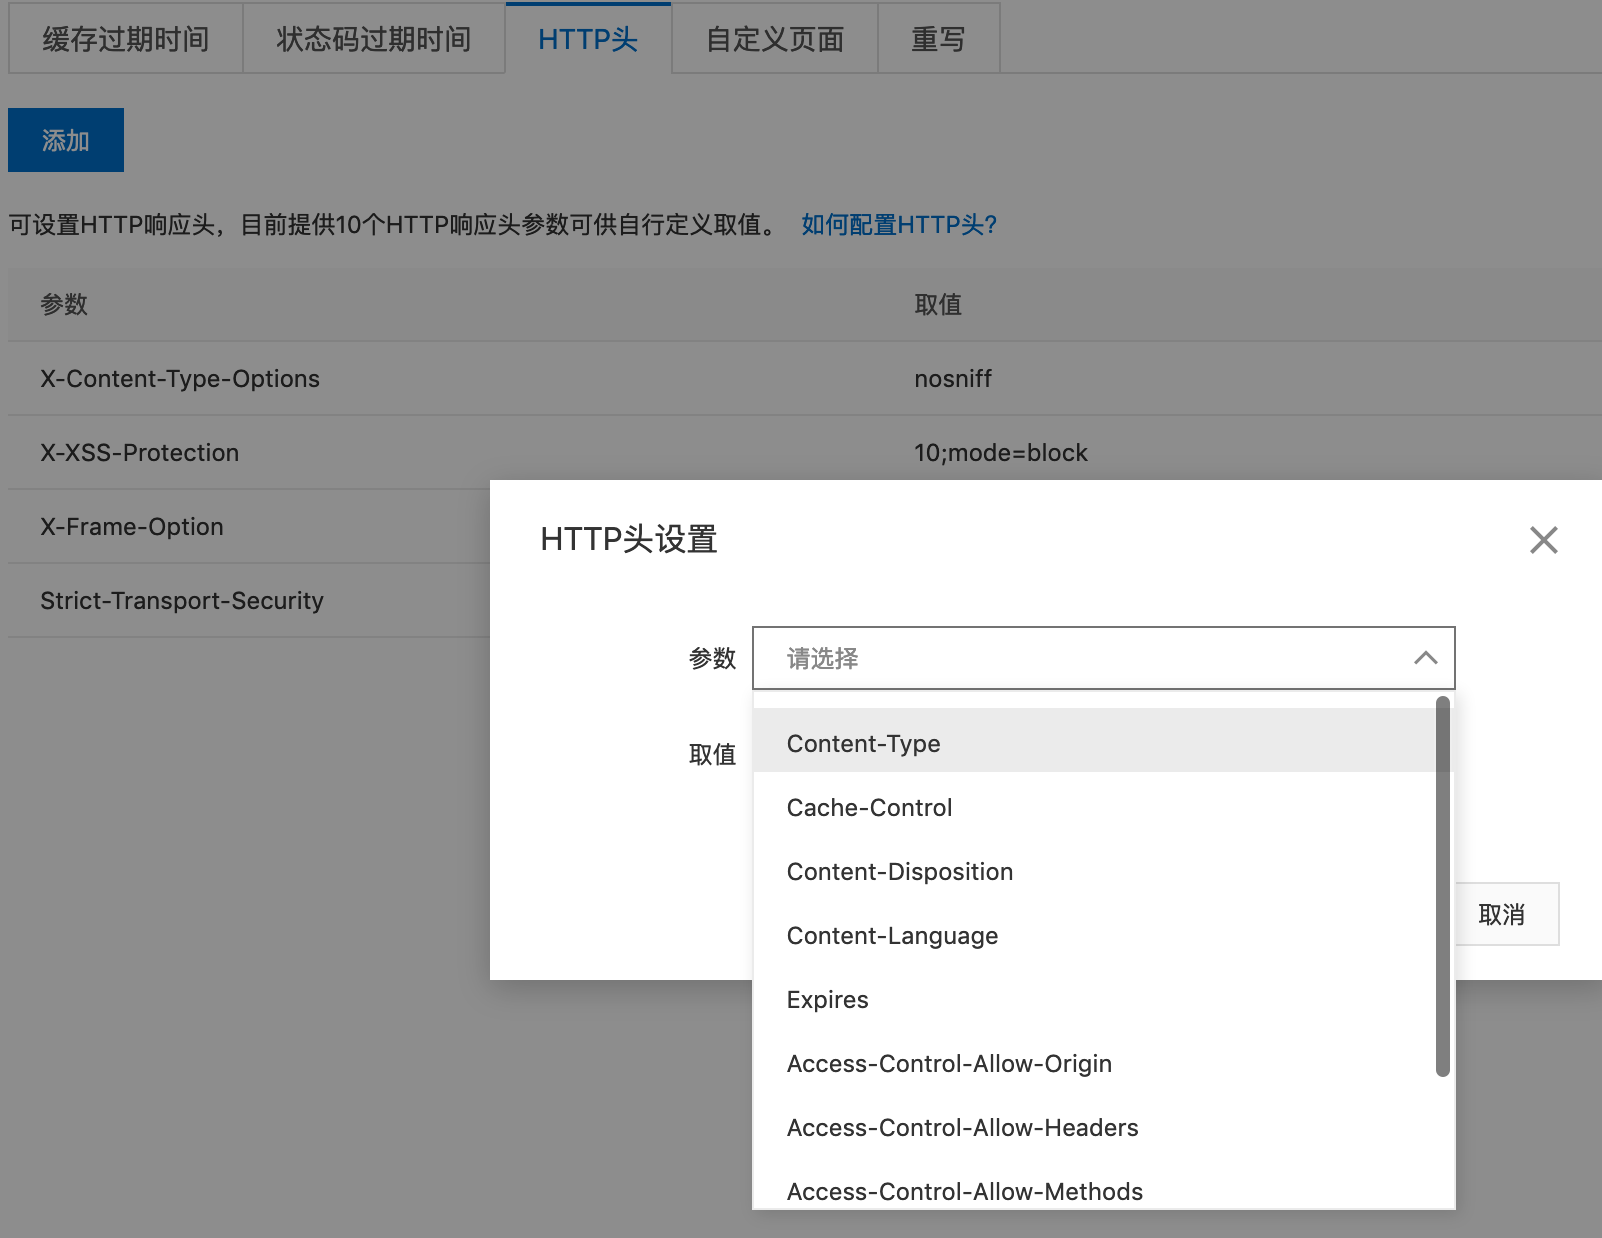 缓存过期时间 状态码过期时间 HTTP头 自定义页面 重写
添加
可设置HTTP响应头，目前提供10个HTTP响应头参数可供自行定义取值。 如何配置HTTP头?
参数 取值
X-Content-Type-Options nosniff
X-XSS-Protection 10;mode=block
X-Frame-Option
Strict-Transport-Security
HTTP头设置
参数 请选择
取值
Content-Type
Cache-Control
Content-Disposition
Content-Language
Expires
Access-Control-Allow-Origin
Access-Control-Allow-Headers
Access-Control-Allow-Methods
取消